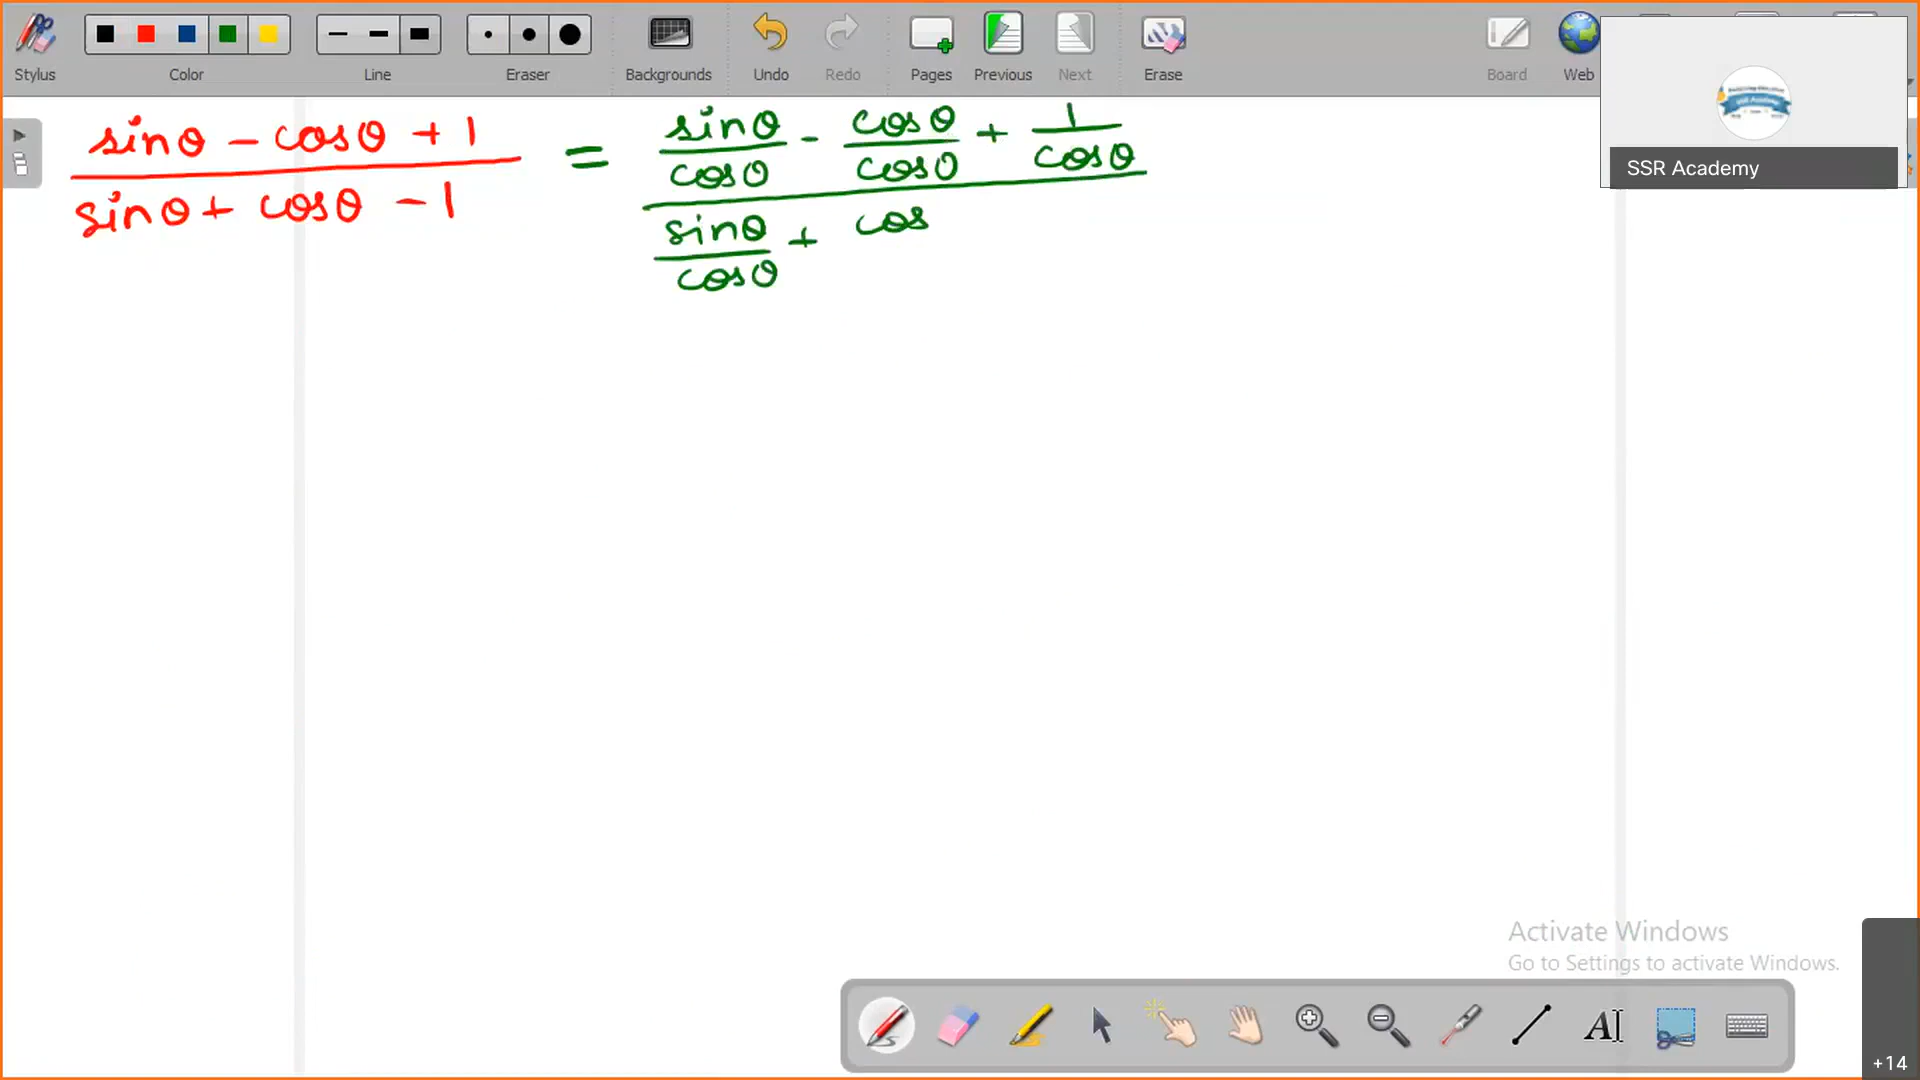 Stylus Color Line Eraser Backgrounds Undo Redo Pages Previous Next Erase Board Web
SSR Academy
sinθ - cosθ + 1
sinθ + cosθ - 1
=
sinθ/cosθ - cosθ/cosθ + 1/cosθ
sinθ/cosθ + cos
Activate Windows
Go to Settings to activate Windows.
+14